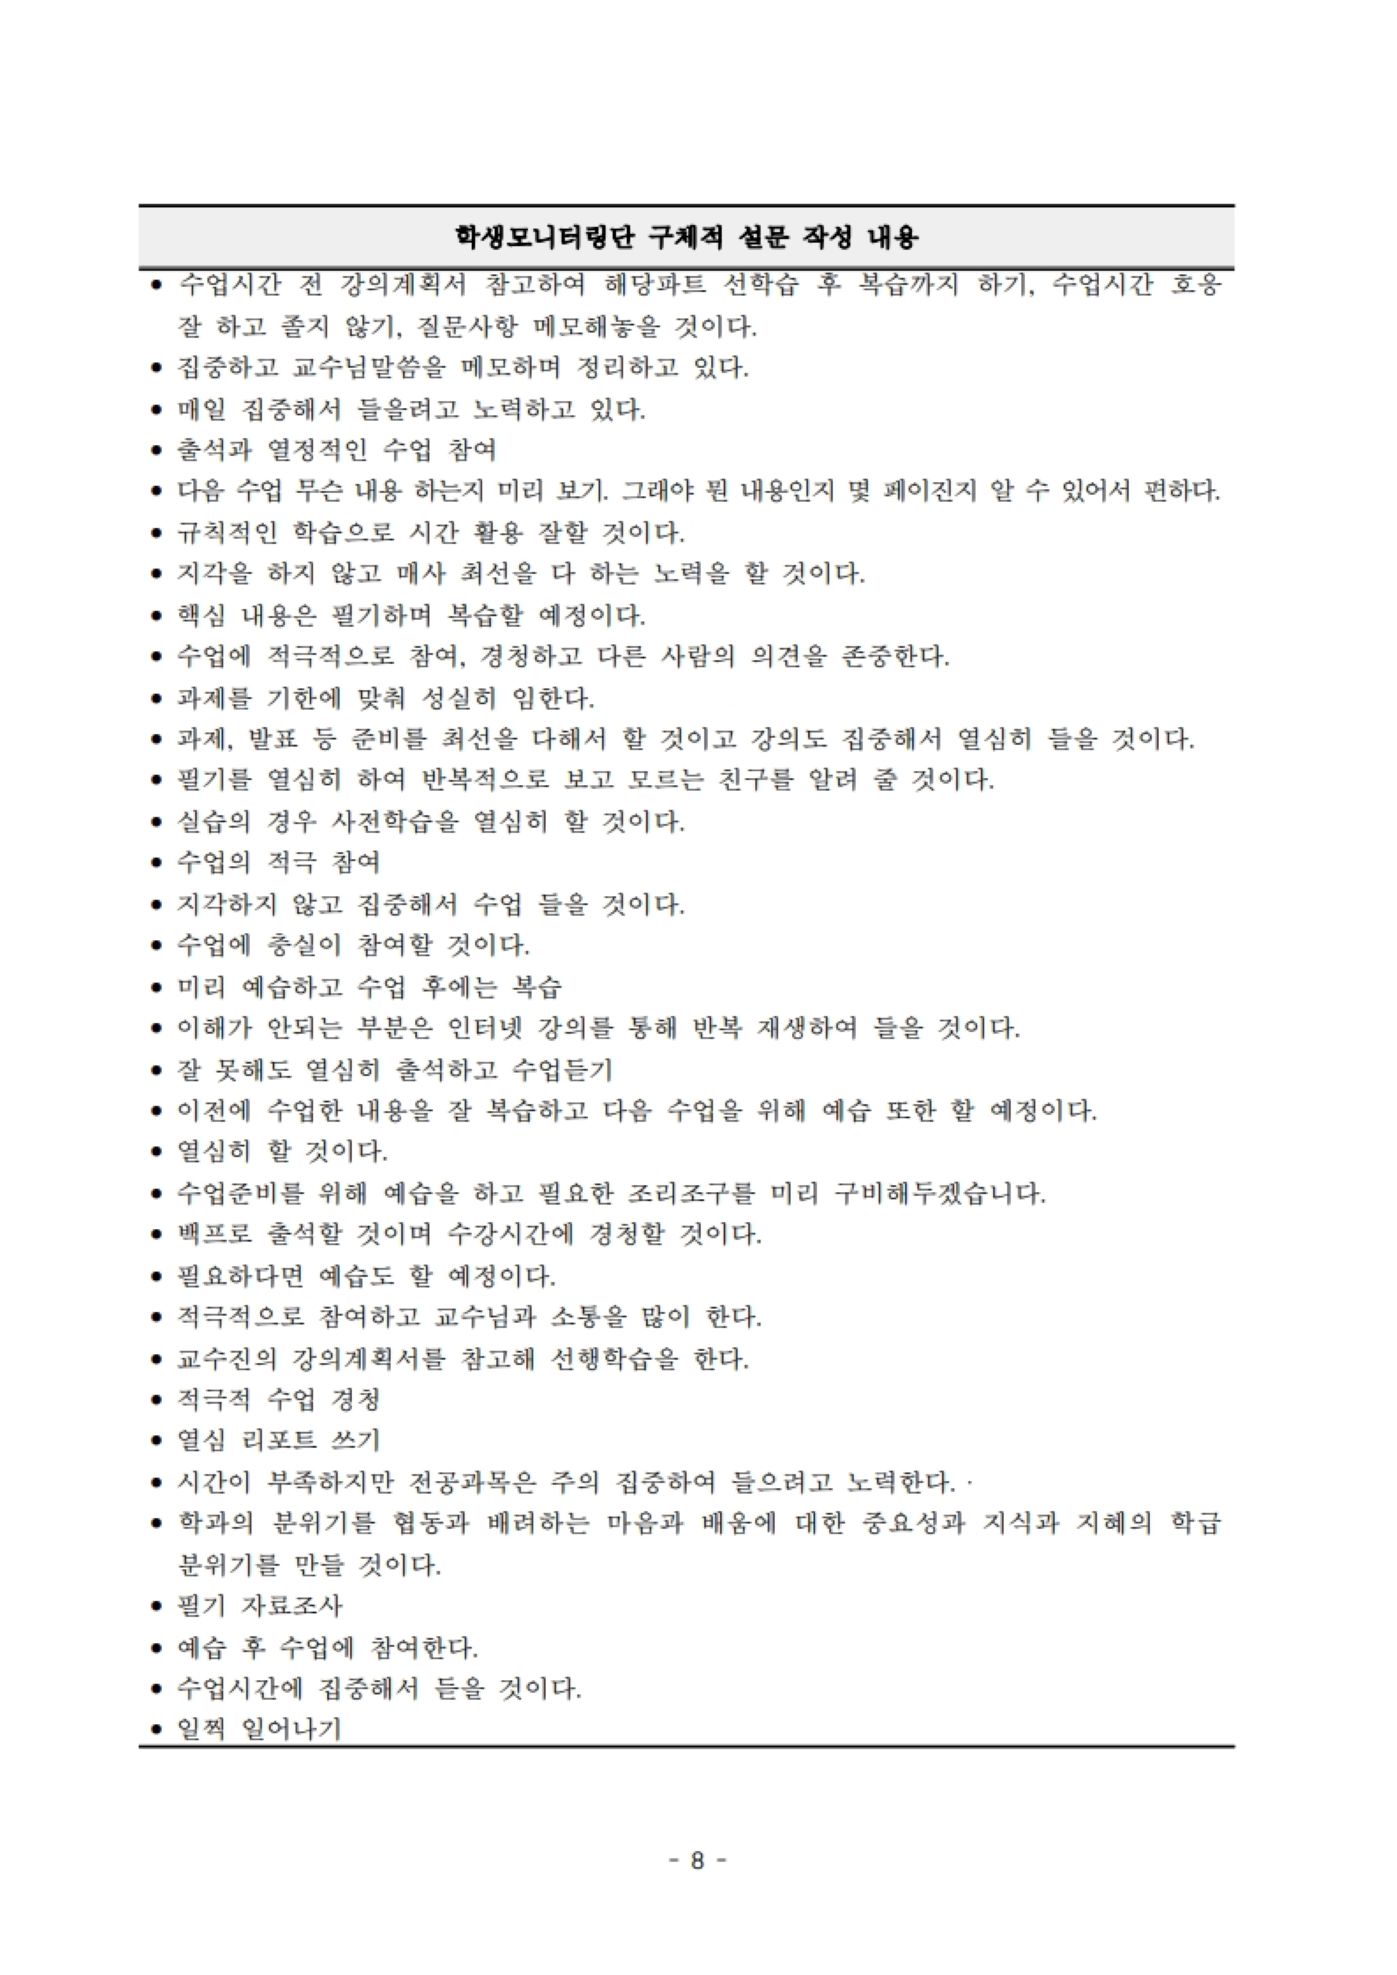 학생모니터링단 구체적 설문 작성 내용
• 수업시간 전 강의계획서 참고하여 해당파트 선학습 후 복습까지 하기, 수업시간 호응
잘 하고 졸지 않기, 질문사항 메모해놓을 것이다.
• 집중하고 교수님말씀을 메모하며 정리하고 있다.
• 매일 집중해서 들을려고 노력하고 있다.
• 출석과 열정적인 수업 참여
• 다음 수업 무슨 내용 하는지 미리 보기. 그래야 뭔 내용인지 몇 페이진지 알 수 있어서 편하다.
• 규칙적인 학습으로 시간 활용 잘할 것이다.
• 지각을 하지 않고 매사 최선을 다 하는 노력을 할 것이다.
• 핵심 내용은 필기하며 복습할 예정이다.
• 수업에 적극적으로 참여, 경청하고 다른 사람의 의견을 존중한다.
• 과제를 기한에 맞춰 성실히 임한다.
• 과제, 발표 등 준비를 최선을 다해서 할 것이고 강의도 집중해서 열심히 들을 것이다.
• 필기를 열심히 하여 반복적으로 보고 모르는 친구를 알려 줄 것이다.
• 실습의 경우 사전학습을 열심히 할 것이다.
• 수업의 적극 참여
• 지각하지 않고 집중해서 수업 들을 것이다.
• 수업에 충실이 참여할 것이다.
• 미리 예습하고 수업 후에는 복습
• 이해가 안되는 부분은 인터넷 강의를 통해 반복 재생하여 들을 것이다.
• 잘 못해도 열심히 출석하고 수업듣기
• 이전에 수업한 내용을 잘 복습하고 다음 수업을 위해 예습 또한 할 예정이다.
• 열심히 할 것이다.
• 수업준비를 위해 예습을 하고 필요한 조리조구를 미리 구비해두겠습니다.
• 백프로 출석할 것이며 수강시간에 경청할 것이다.
• 필요하다면 예습도 할 예정이다.
• 적극적으로 참여하고 교수님과 소통을 많이 한다.
• 교수진의 강의계획서를 참고해 선행학습을 한다.
• 적극적 수업 경청
• 열심 리포트 쓰기
• 시간이 부족하지만 전공과목은 주의 집중하여 들으려고 노력한다. ·
• 학과의 분위기를 협동과 배려하는 마음과 배움에 대한 중요성과 지식과 지혜의 학급
분위기를 만들 것이다.
• 필기 자료조사
• 예습 후 수업에 참여한다.
• 수업시간에 집중해서 듣을 것이다.
• 일찍 일어나기
- 8 -